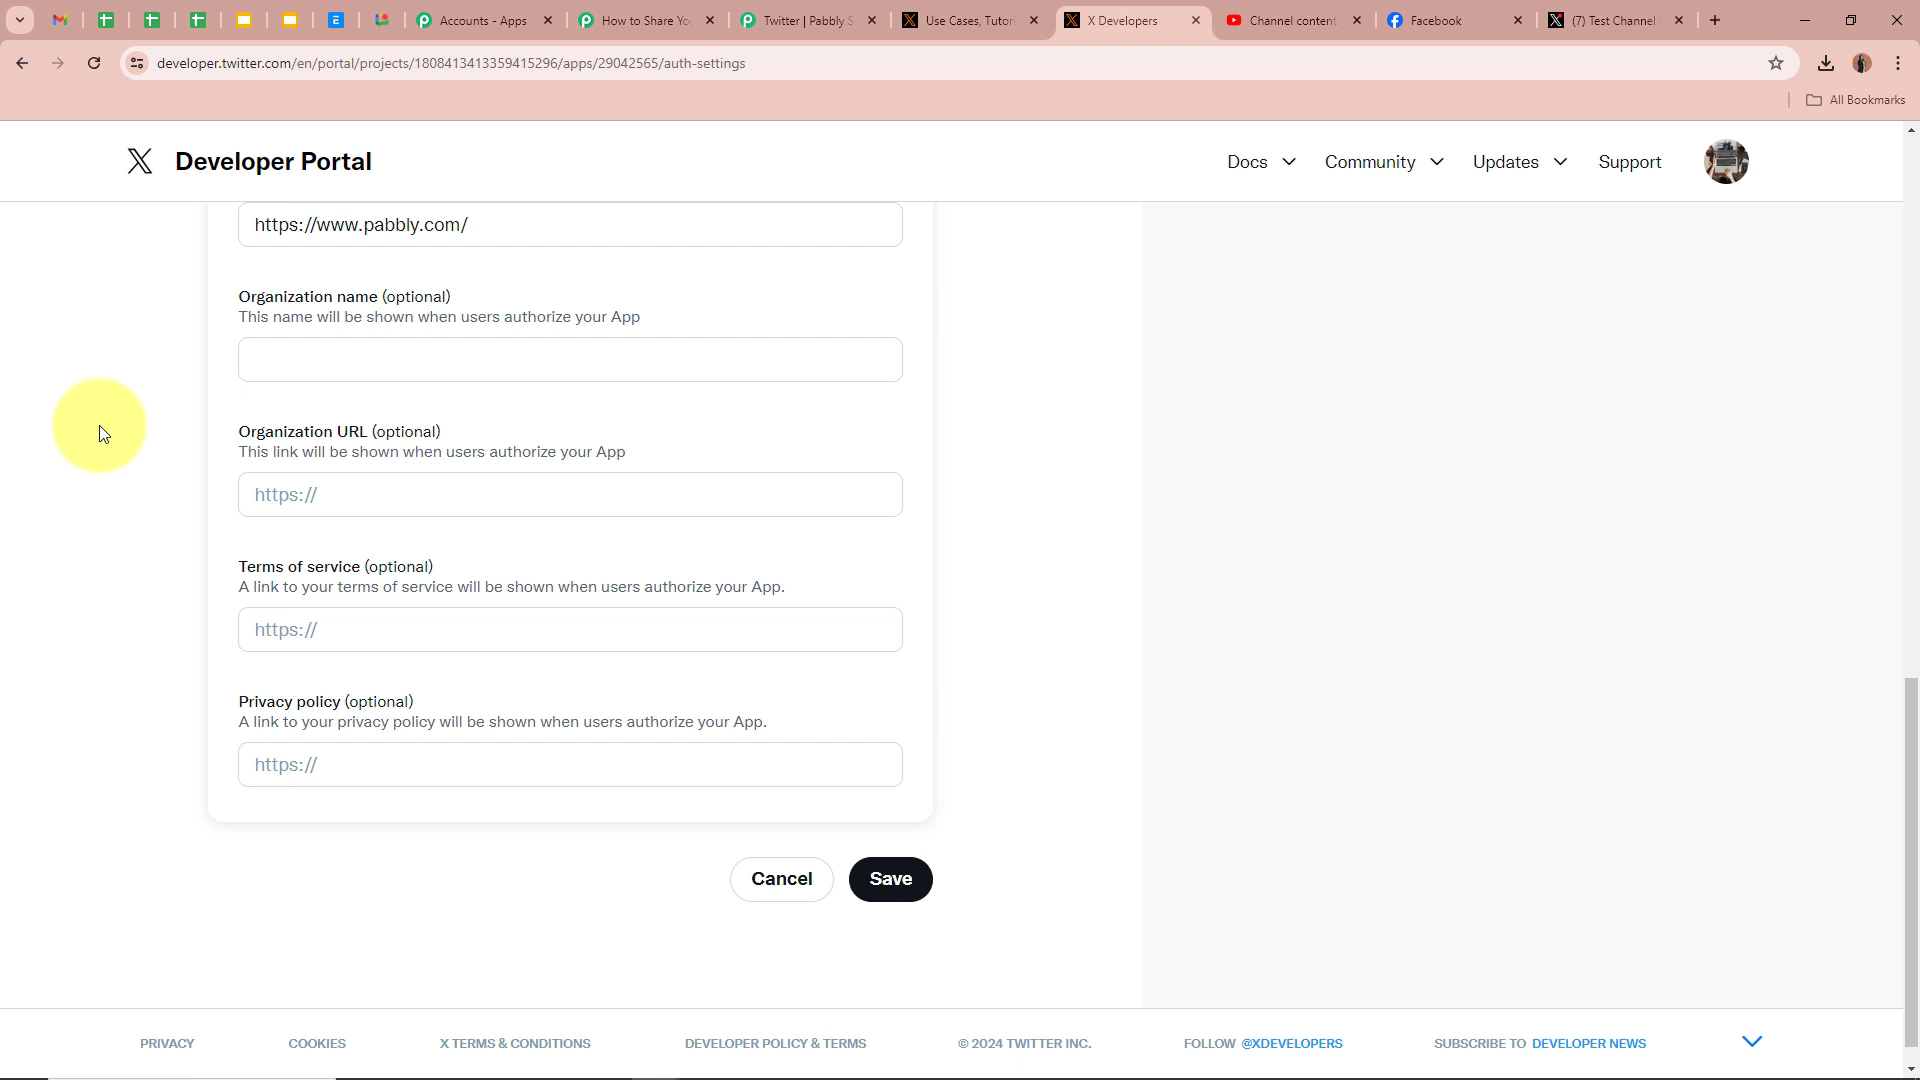 Accounts - Apps
How to Share Yo
Twitter | Pabbly S
Use Cases, Tutori
X Developers
Channel content
Facebook
(7) Test Channel
developer.twitter.com/en/portal/projects/1808413413359415296/apps/29042565/auth-settings
All Bookmarks
Developer Portal
Docs
Community
Updates
Support
https://www.pabbly.com/
Organization name (optional)
This name will be shown when users authorize your App
Organization URL (optional)
This link will be shown when users authorize your App
https://
Terms of service (optional)
A link to your terms of service will be shown when users authorize your App.
https://
Privacy policy (optional)
A link to your privacy policy will be shown when users authorize your App.
https://
Cancel
Save
PRIVACY
COOKIES
X TERMS & CONDITIONS
DEVELOPER POLICY & TERMS
© 2024 TWITTER INC.
FOLLOW @XDEVELOPERS
SUBSCRIBE TO DEVELOPER NEWS